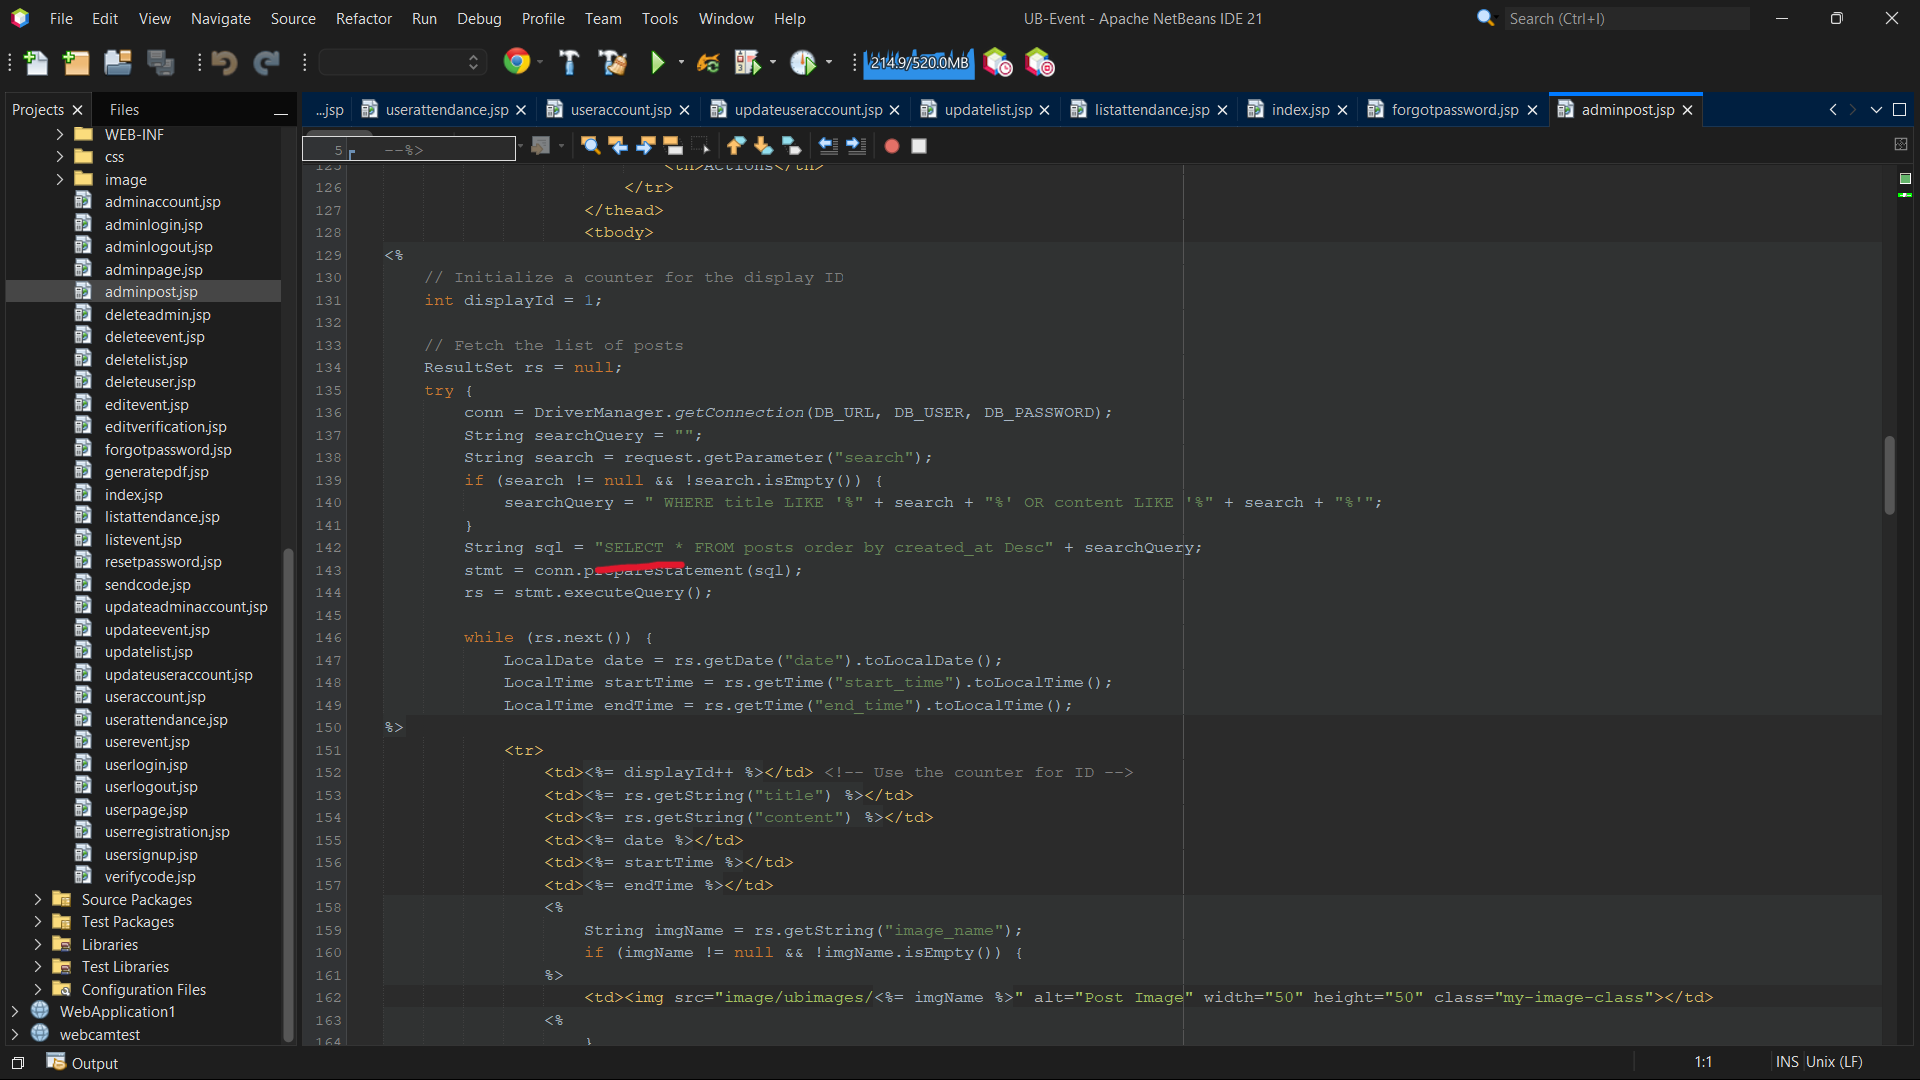 File Edit View Navigate Source Refactor Run Debug Profile Team Tools Window Help
UB-Event - Apache NetBeans IDE 21
Search (Ctrl+I)
214.9/520.0MB
Projects
Files
...jsp
userattendance.jsp
useraccount.jsp
updateuseraccount.jsp
updatelist.jsp
listattendance.jsp
index.jsp
forgotpassword.jsp
adminpost.jsp
WEB-INF
css
image
adminaccount.jsp
adminlogin.jsp
adminlogout.jsp
adminpage.jsp
adminpost.jsp
deleteadmin.jsp
deleteevent.jsp
deletelist.jsp
deleteuser.jsp
editevent.jsp
editverification.jsp
forgotpassword.jsp
generatepdf.jsp
index.jsp
listattendance.jsp
listevent.jsp
resetpassword.jsp
sendcode.jsp
updateadminaccount.jsp
updateevent.jsp
updatelist.jsp
updateuseraccount.jsp
useraccount.jsp
userattendance.jsp
userevent.jsp
userlogin.jsp
userlogout.jsp
userpage.jsp
userregistration.jsp
usersignup.jsp
verifycode.jsp
Source Packages
Test Packages
Libraries
Test Libraries
Configuration Files
WebApplication1
webcamtest
5 --%>
125 <th>Actions</th>
126 </tr>
127 </thead>
128 <tbody>
129 <%
130 // Initialize a counter for the display ID
131 int displayId = 1;
132
133 // Fetch the list of posts
134 ResultSet rs = null;
135 try {
136 conn = DriverManager.getConnection(DB_URL, DB_USER, DB_PASSWORD);
137 String searchQuery = "";
138 String search = request.getParameter("search");
139 if (search != null && !search.isEmpty()) {
140 searchQuery = " WHERE title LIKE '%" + search + "%' OR content LIKE '%" + search + "%'";
141 }
142 String sql = "SELECT * FROM posts order by created_at Desc" + searchQuery;
143 stmt = conn.prepareStatement(sql);
144 rs = stmt.executeQuery();
145
146 while (rs.next()) {
147 LocalDate date = rs.getDate("date").toLocalDate();
148 LocalTime startTime = rs.getTime("start_time").toLocalTime();
149 LocalTime endTime = rs.getTime("end_time").toLocalTime();
150 %>
151 <tr>
152 <td><%= displayId++ %></td> <!-- Use the counter for ID -->
153 <td><%= rs.getString("title") %></td>
154 <td><%= rs.getString("content") %></td>
155 <td><%= date %></td>
156 <td><%= startTime %></td>
157 <td><%= endTime %></td>
158 <%
159 String imgName = rs.getString("image_name");
160 if (imgName != null && !imgName.isEmpty()) {
161 %>
162 <td><img src="image/ubimages/<%= imgName %>" alt="Post Image" width="50" height="50" class="my-image-class"></td>
163 <%
164 }
Output
1:1
INS
Unix (LF)